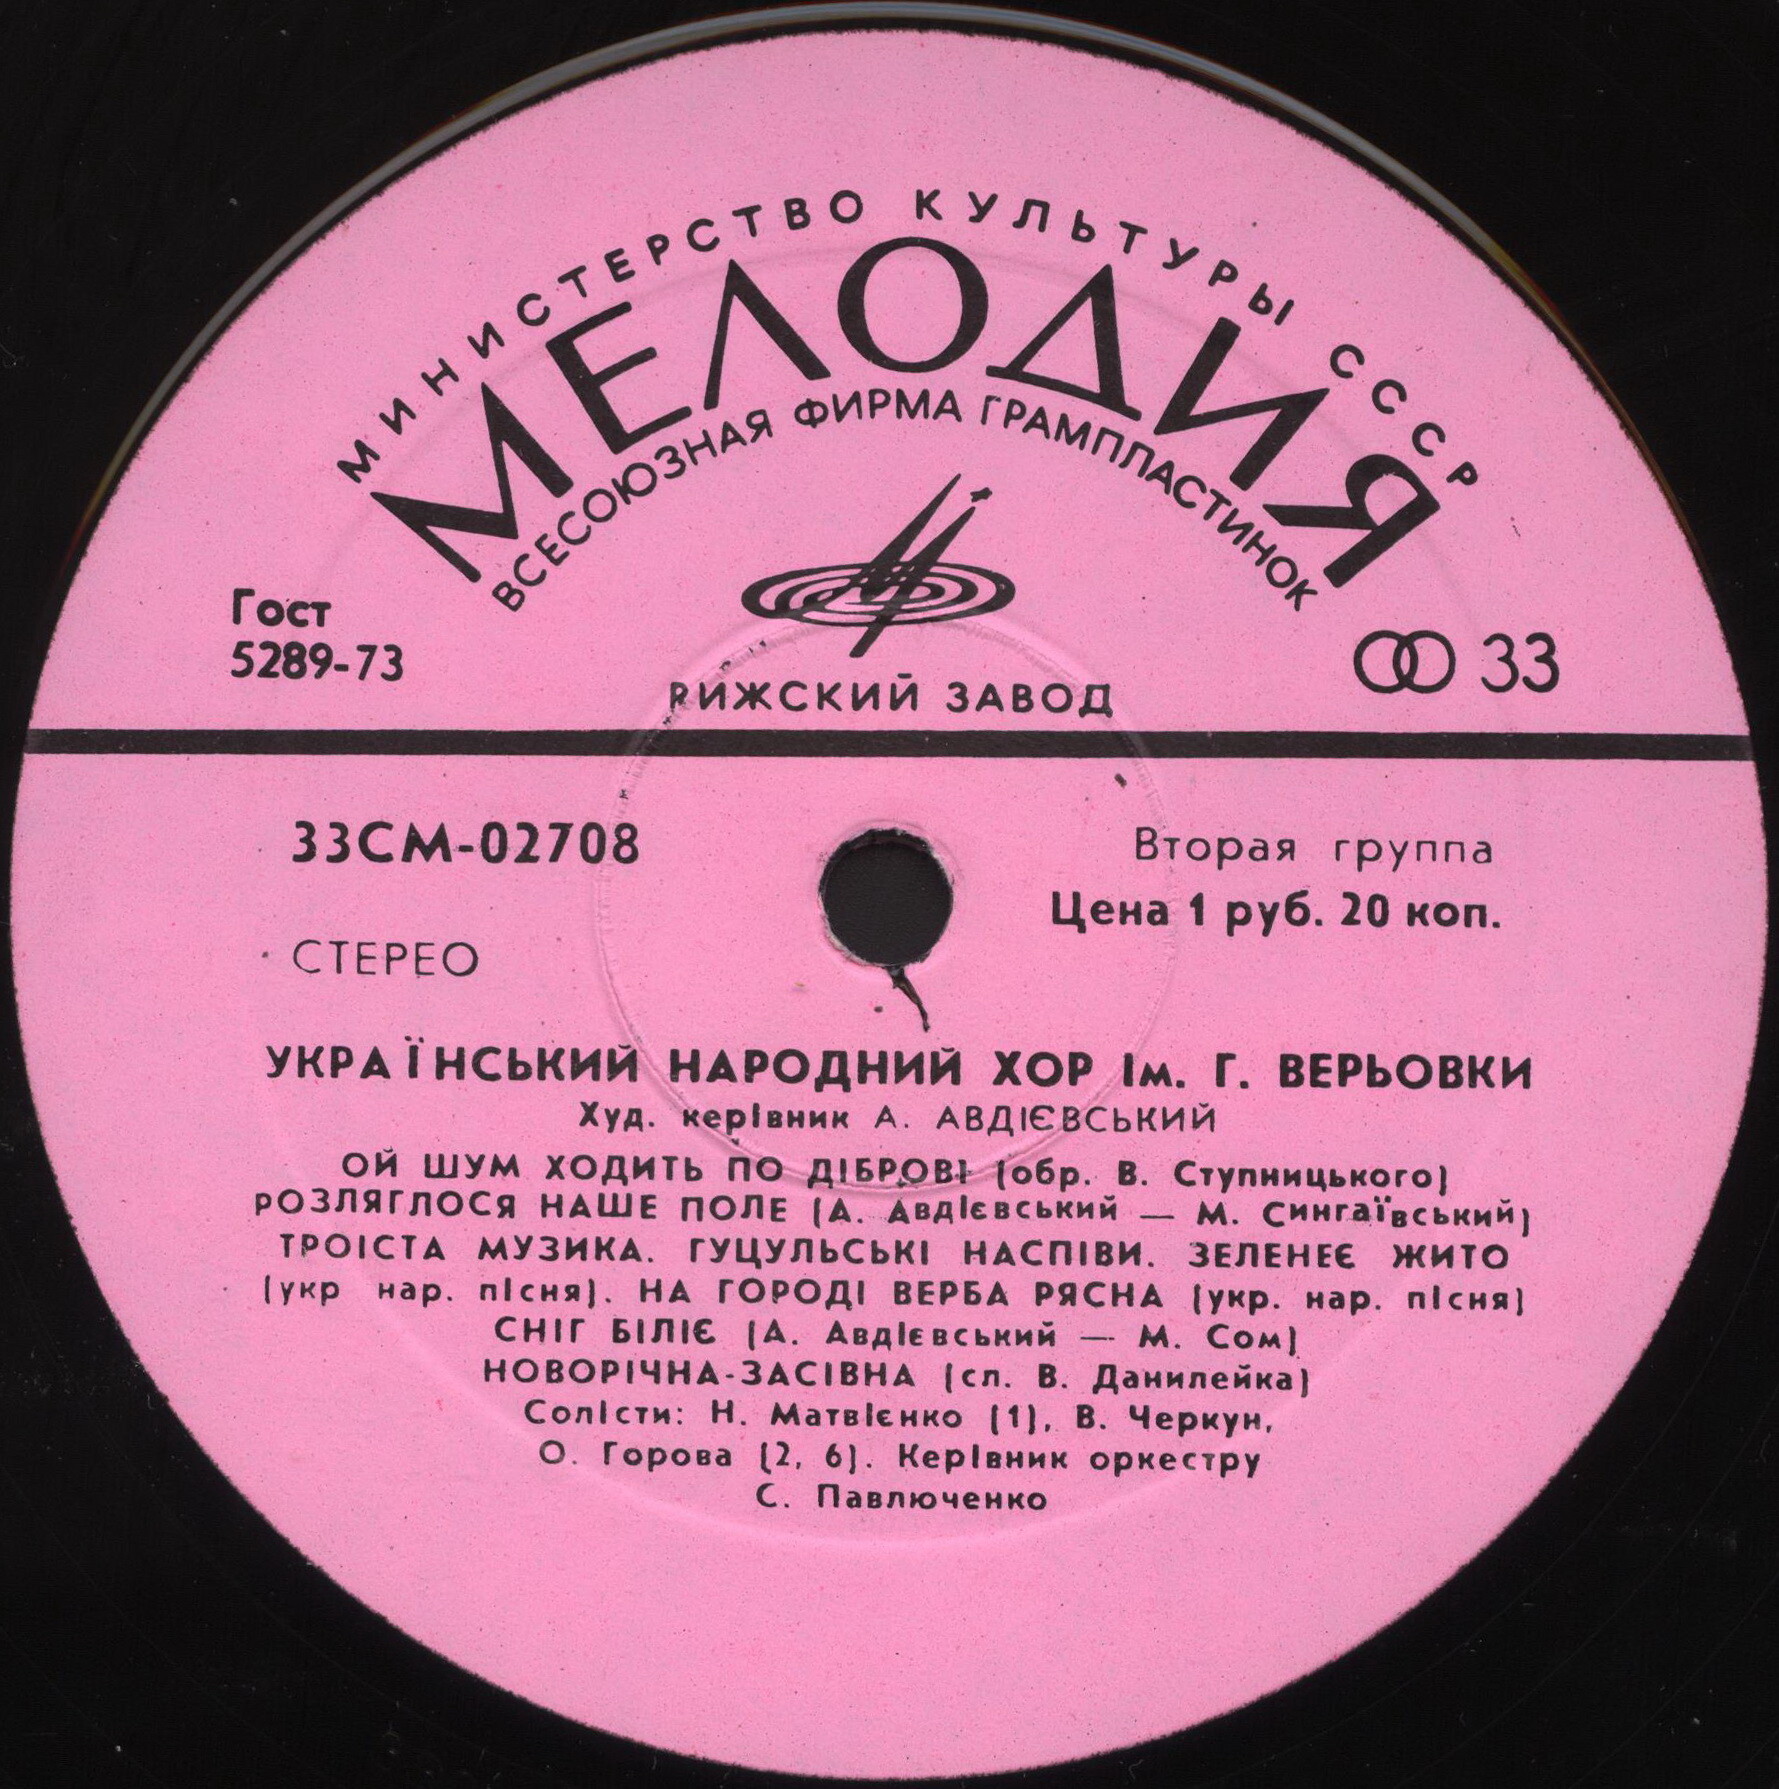 МИНИСТЕРСТВО КУЛЬТУРЫ СССР
МЕЛОДИЯ
ВСЕСОЮЗНАЯ ФИРМА ГРАМПЛАСТИНОК
Гост
5289-73
РИЖСКИЙ ЗАВОД
33
33СМ-02708
Вторая группа
Цена 1 руб. 20 коп.
СТЕРЕО
УКРАЇНСЬКИЙ НАРОДНИЙ ХОР Ім. Г. ВЕРЬОВКИ
Худ. керівник А. АВДІЄВСЬКИЙ
ОЙ ШУМ ХОДИТЬ ПО ДІБРОВІ (обр. В. Ступницького)
РОЗЛЯГЛОСЯ НАШЕ ПОЛЕ (А. Авдієвський — М. Сингаївський)
ТРОІСТА МУЗИКА. ГУЦУЛЬСЬКІ НАСПІВИ. ЗЕЛЕНЕЄ ЖИТО
(укр нар. пісня). НА ГОРОДІ ВЕРБА РЯСНА (укр. нар. пісня)
СНІГ БІЛІЄ (А. Авдієвський — М. Сом)
НОВОРІЧНА-ЗАСІВНА (сл. В. Данилейка)
Солісти: Н. Матвієнко (1), В. Черкун,
О. Горова (2, 6). Керівник оркестру
С. Павлюченко